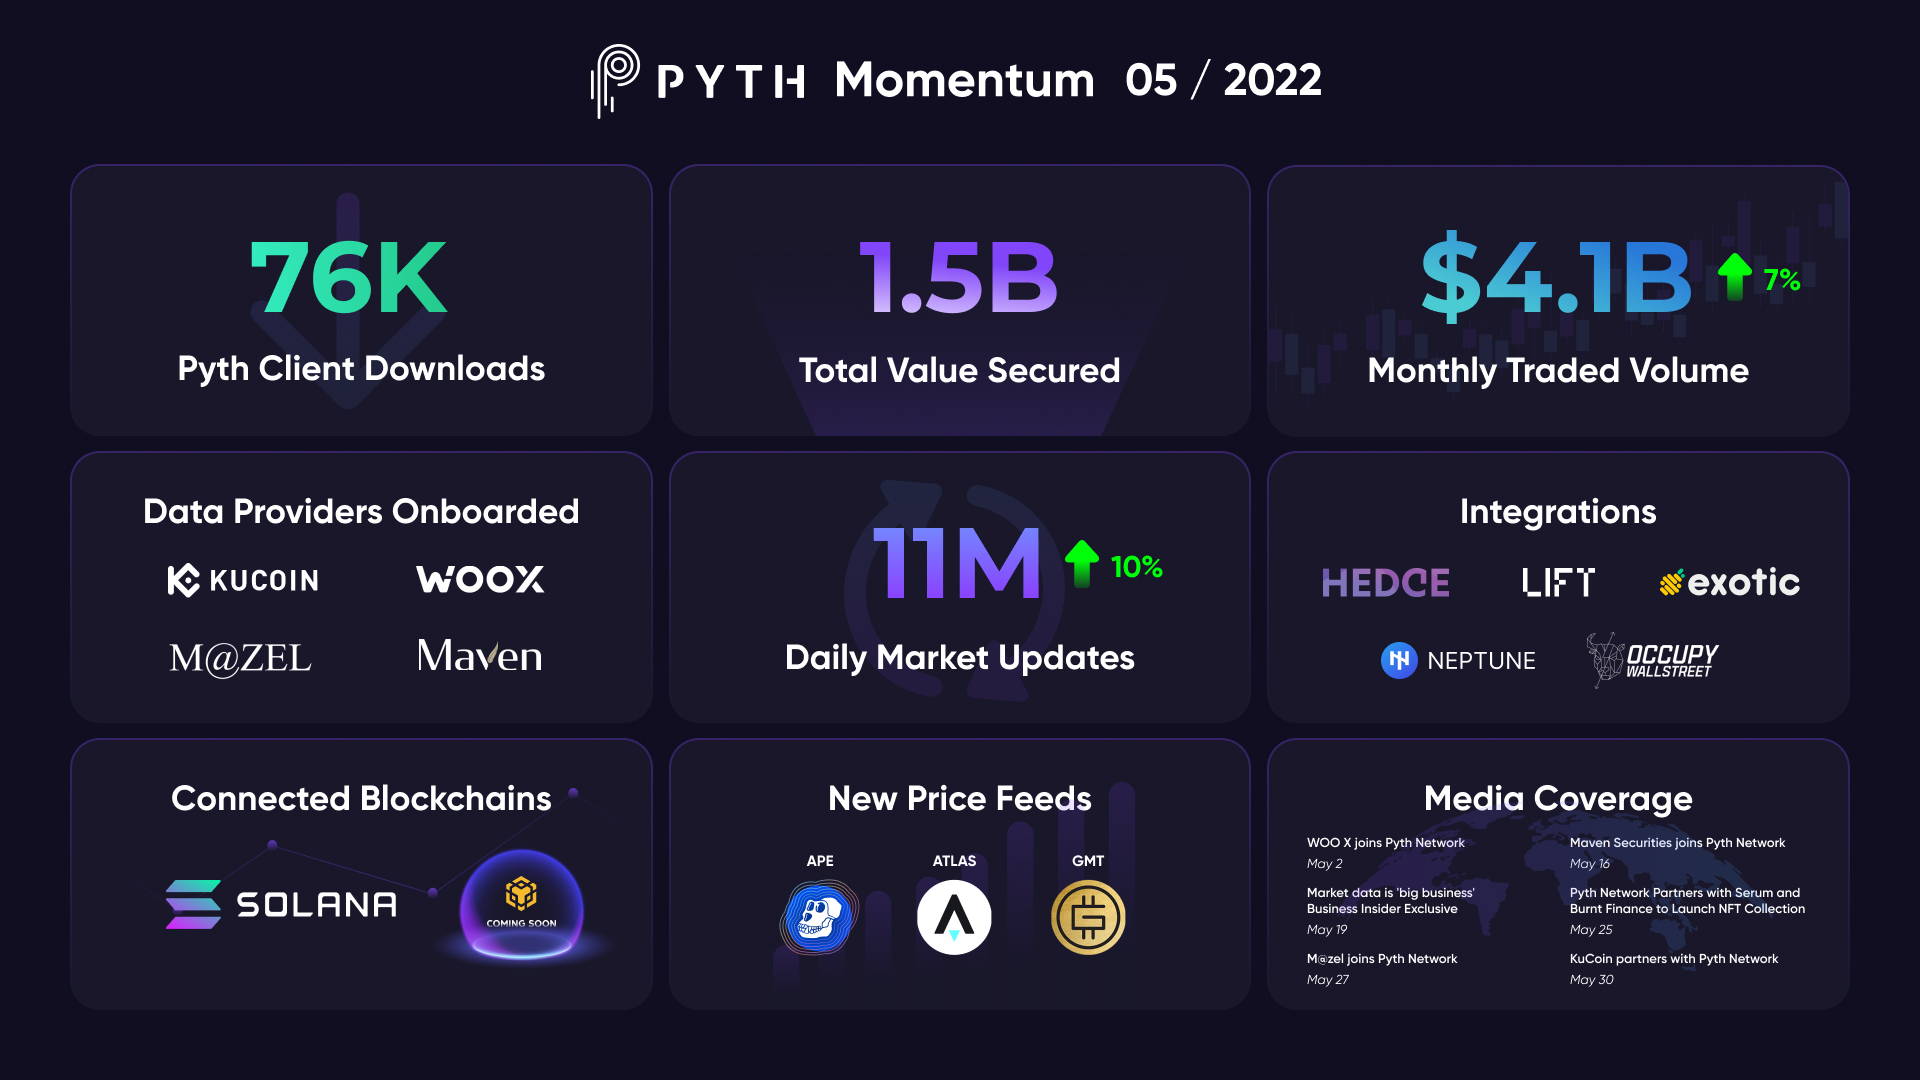 PYTH Momentum 05 / 2022
76K
Pyth Client Downloads
1.5B
Total Value Secured
$4.1B 7%
Monthly Traded Volume
Data Providers Onboarded
KUCOIN WOOX
M@ZEL Maven
11M 10%
Daily Market Updates
Integrations
HEDGE LIFT exotic
NEPTUNE OCCUPY
WALLSTREET
Connected Blockchains
SOLANA
COMING SOON
New Price Feeds
APE ATLAS GMT
Media Coverage
WOO X joins Pyth Network
May 2
Market data is 'big business'
Business Insider Exclusive
May 19
M@zel joins Pyth Network
May 27
Maven Securities joins Pyth Network
May 16
Pyth Network Partners with Serum and
Burnt Finance to Launch NFT Collection
May 25
KuCoin partners with Pyth Network
May 30